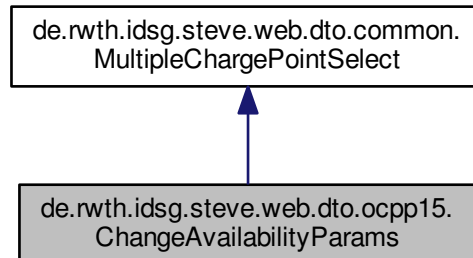 de.rwth.idsg.steve.web.dto.common.
MultipleChargePointSelect
de.rwth.idsg.steve.web.dto.ocpp15.
ChangeAvailabilityParams